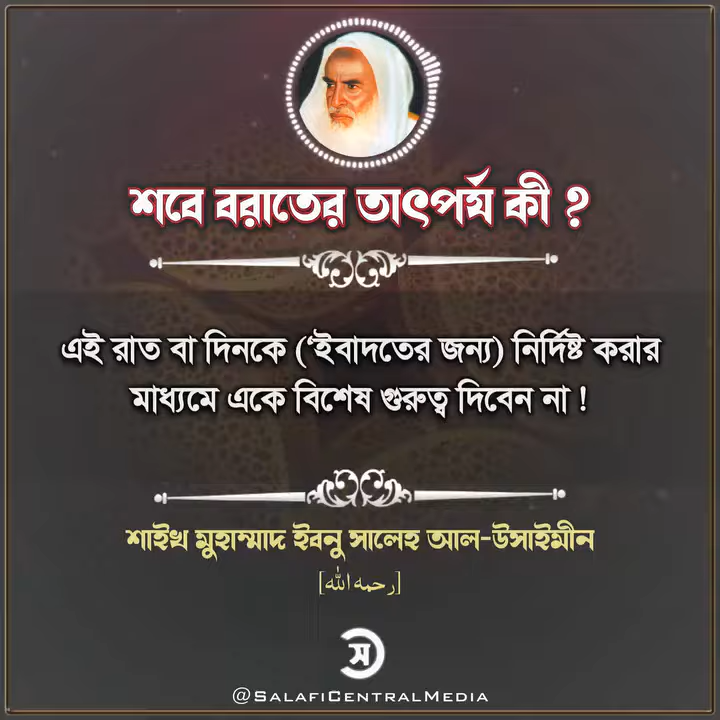 শবে বরাতের তাৎপর্য কী ?
এই রাত বা দিনকে (‘ইবাদতের জন্য) নির্দিষ্ট করার
মাধ্যমে একে বিশেষ গুরুত্ব দিবেন না !
শাইখ মুহাম্মাদ ইবনু সালেহ আল-উসাইমীন
[رحمه الله]
স
@SalafiCentralMedia